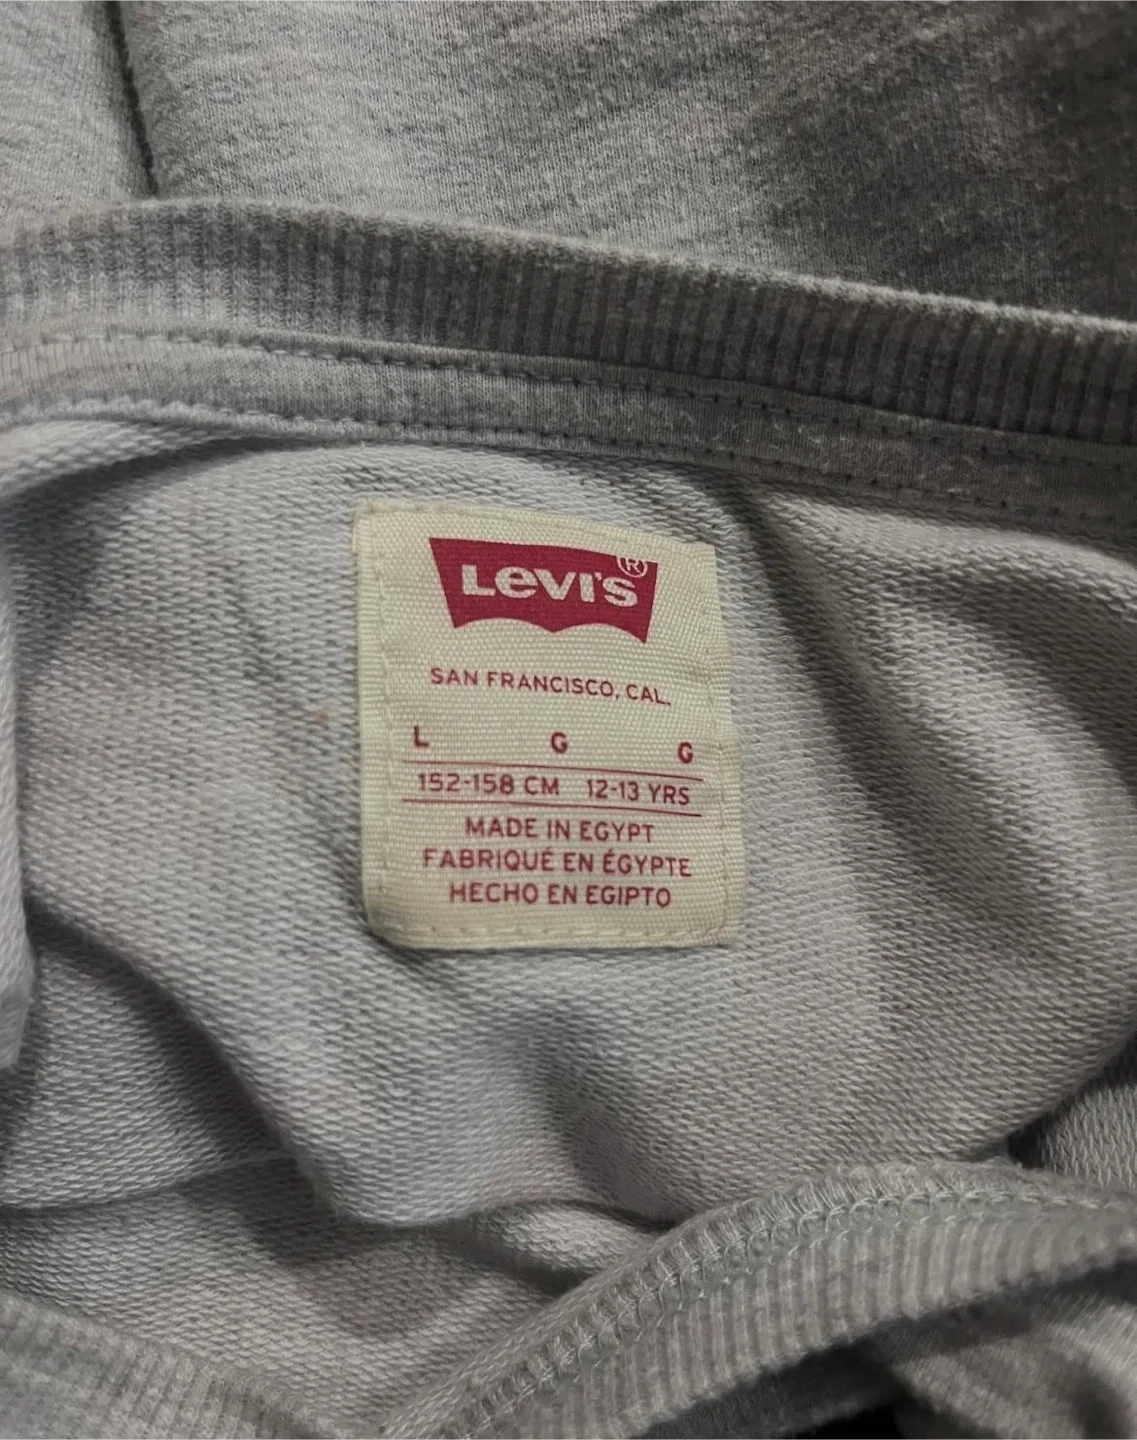 Levi's ®
SAN FRANCISCO, CAL.
L G G
152-158 CM 12-13 YRS
MADE IN EGYPT
FABRIQUÉ EN ÉGYPTE
HECHO EN EGIPTO